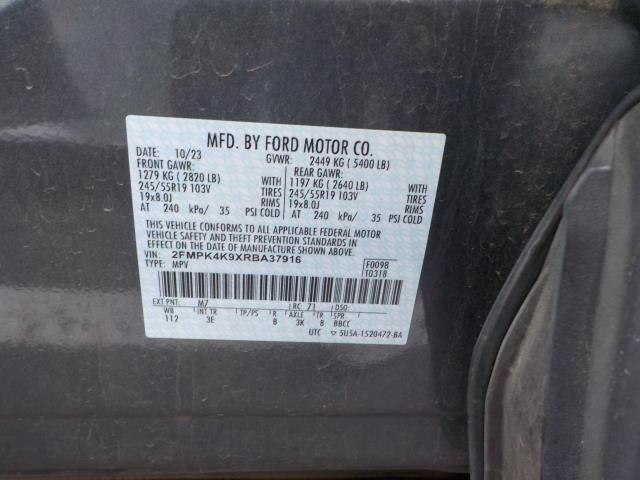 MFD. BY FORD MOTOR CO.
DATE: 10/23 GVWR: 2449 KG ( 5400 LB)
FRONT GAWR: REAR GAWR:
1279 KG ( 2820 LB) WITH 1197 KG ( 2640 LB) WITH
245/55R19 103V TIRES 245/55R19 103V TIRES
19x8.0J RIMS 19x8.0J RIMS
AT 240 kPa/ 35 PSI COLD AT 240 kPa/ 35 PSI COLD
THIS VEHICLE CONFORMS TO ALL APPLICABLE FEDERAL MOTOR
VEHICLE SAFETY AND THEFT PREVENTION STANDARDS IN
EFFECT ON THE DATE OF MANUFACTURE SHOWN ABOVE.
VIN: 2FMPK4K9XRBA37916 F0098
TYPE: MPV T0318
EXT PNT: M7 RC: 71 DSO:
WB INT TR TP/PS R AXLE TR SPR
112 3E B 3K 8 BBCC
UTC 5U5A-1520472-BA